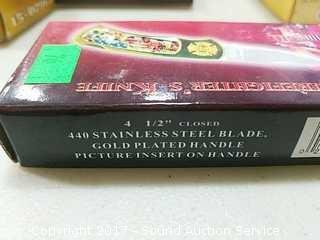 FIREFIGHTER'S KNIFE
4 1/2" CLOSED
440 STAINLESS STEEL BLADE,
GOLD PLATED HANDLE
PICTURE INSERT ON HANDLE
Copyright 2017 - Sound Auction Service